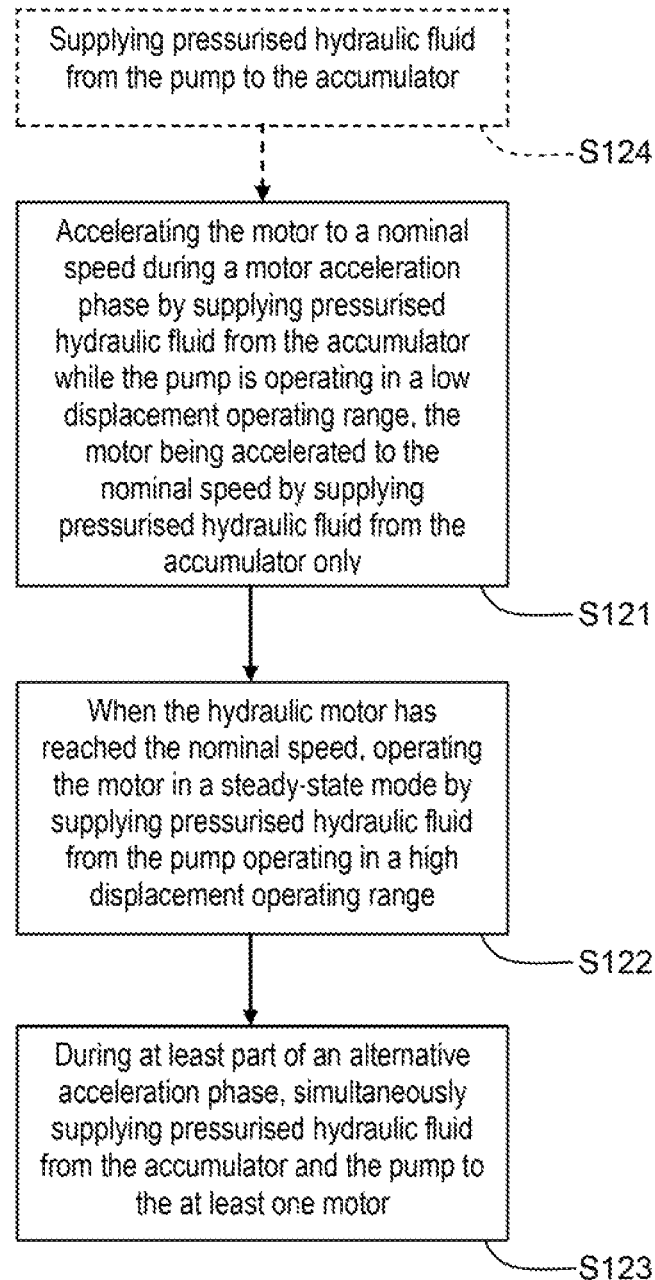 Supplying pressurised hydraulic fluid
from the pump to the accumulator
S124
Accelerating the motor to a nominal
speed during a motor acceleration
phase by supplying pressurised
hydraulic fluid from the accumulator
while the pump is operating in a low
displacement operating range, the
motor being accelerated to the
nominal speed by supplying
pressurised hydraulic fluid from the
accumulator only
S121
When the hydraulic motor has
reached the nominal speed, operating
the motor in a steady-state mode by
supplying pressurised hydraulic fluid
from the pump operating in a high
displacement operating range
S122
During at least part of an alternative
acceleration phase, simultaneously
supplying pressurised hydraulic fluid
from the accumulator and the pump to
the at least one motor
S123